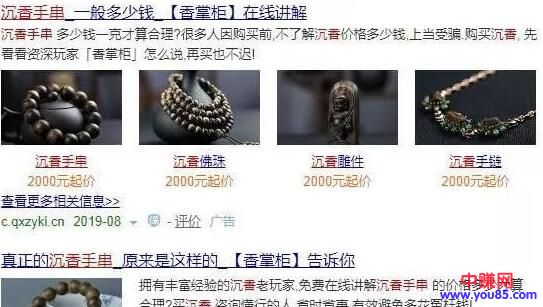 沉香手串_一般多少钱_【香掌柜】在线讲解
沉香手串 多少钱一克才算合理?很多人因购买前,不了解沉香价格多少钱,上当受骗.购买沉香, 先
看看资深玩家「香掌柜」怎么说,再买也不迟!
沉香手串 沉香佛珠 沉香雕件 沉香手链
2000元起价 2000元起价 2000元起价 2000元起价
查看更多相关信息>>
c.qxzyki.cn 2019-08 保 - 评价 广告
真正的沉香手串_原来是这样的_【香掌柜】告诉你
拥有丰富经验的沉香老玩家,免费在线讲解沉香手串 的价格多
合理?买沉香 咨询懂行的人 省时省事 有效避免多花冤枉钱!
中赚网
www.you85.com